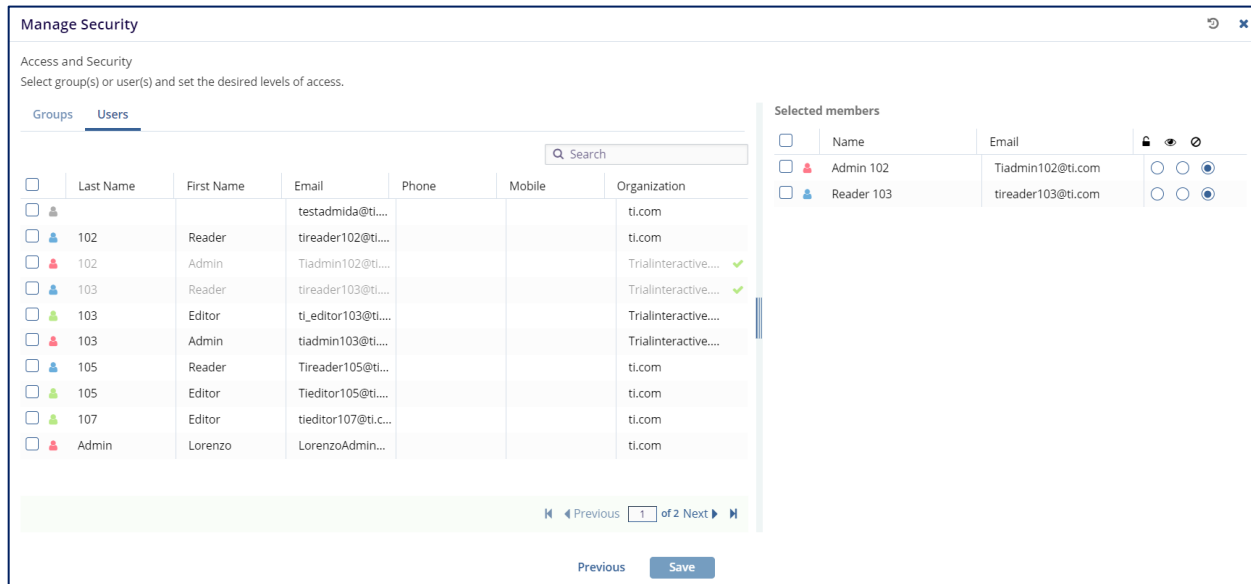 Manage Security
Access and Security
Select group(s) or user(s) and set the desired levels of access.
Groups Users
Search
Last Name First Name Email Phone Mobile Organization
testadmida@ti.... ti.com
102 Reader tireader102@ti.... ti.com
102 Admin Tiadmin102@ti.... Trialinteractive....
103 Reader tireader103@ti.... Trialinteractive....
103 Editor ti_editor103@ti.... Trialinteractive....
103 Admin tiadmin103@ti.... Trialinteractive....
105 Reader Tireader105@ti.... ti.com
105 Editor Tieditor105@ti.... ti.com
107 Editor tieditor107@ti.c... ti.com
Admin Lorenzo LorenzoAdmin... ti.com
Previous 1 of 2 Next
Selected members
Name Email
Admin 102 Tiadmin102@ti.com
Reader 103 tireader103@ti.com
Previous Save